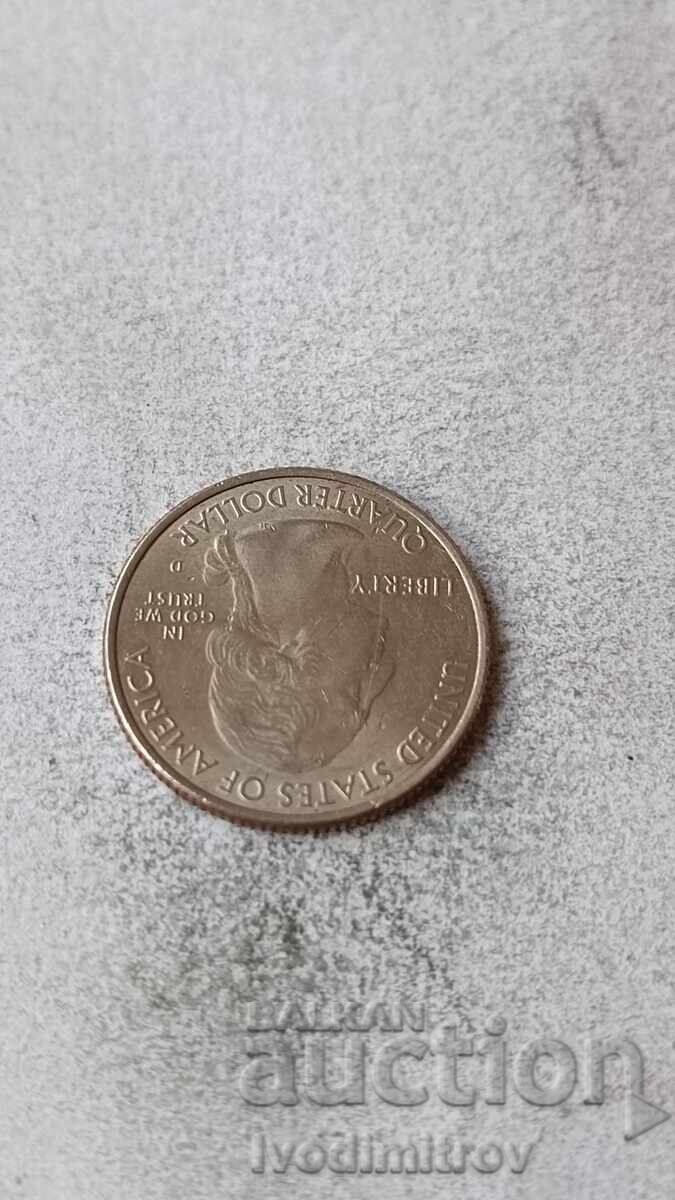 UNITED STATES OF AMERICA
LIBERTY
IN
GOD WE
TRUST
D
QUARTER DOLLAR
BALKAN
auction
Ivodimitrov